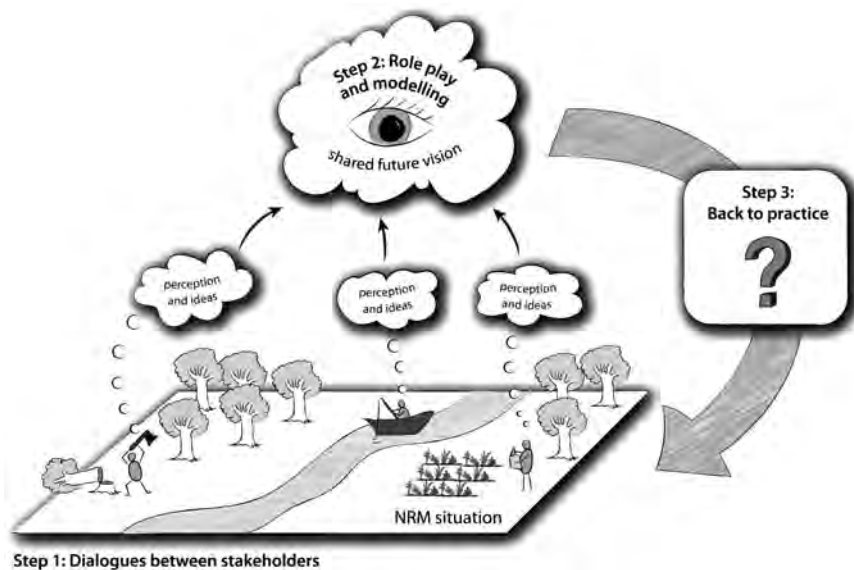 Step 2: Role play
and modelling
shared future vision
Step 3:
Back to practice
?
perception
and ideas
perception
and ideas
perception
and ideas
NRM situation
Step 1: Dialogues between stakeholders